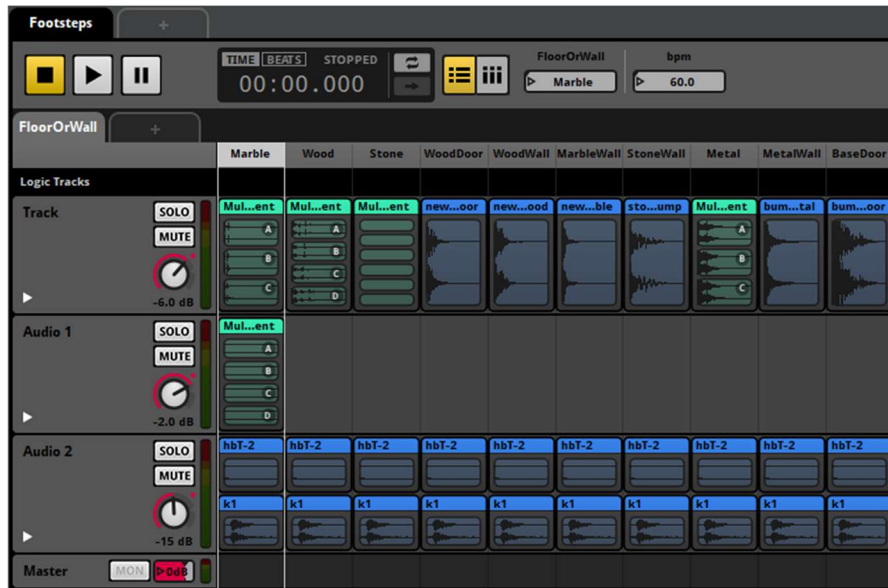 Footsteps +
TIME BEATS STOPPED
00:00.000
FloorOrWall bpm
Marble 60.0
FloorOrWall +
Marble Wood Stone WoodDoor WoodWall MarbleWall StoneWall Metal MetalWall BaseDoor
Logic Tracks
Track SOLO MUTE -6.0 dB
Mul...ent Mul...ent Mul...ent new...oor new...ood new...ble sto...ump Mul...ent bum...tal bum...oor
A A A
B B B
C C C
D
Audio 1 SOLO MUTE -2.0 dB
Mul...ent
A
B
C
D
Audio 2 SOLO MUTE -15 dB
hbT-2 hbT-2 hbT-2 hbT-2 hbT-2 hbT-2 hbT-2 hbT-2 hbT-2 hbT-2
k1 k1 k1 k1 k1 k1 k1 k1 k1 k1
Master MON 0dB